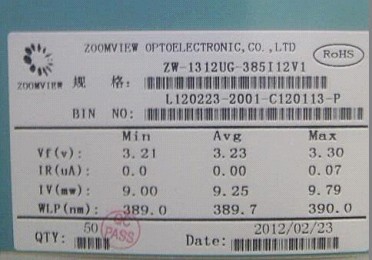 ZOOMVIEW OPTOELECTRONIC,CO.,LTD
RoHS
ZOOMVIEW
规 格: ZW-1312UG-385I12V1
L120223-2001-C120113-P
BIN NO:
Min Avg Max
Vf(v): 3.21 3.23 3.30
IR(uA): 0.0 0.00 0.07
IV(mw): 9.00 9.25 9.79
WLP(nm): 389.0 389.7 390.0
QTY: 50
QC PASS
Date: 2012/02/23